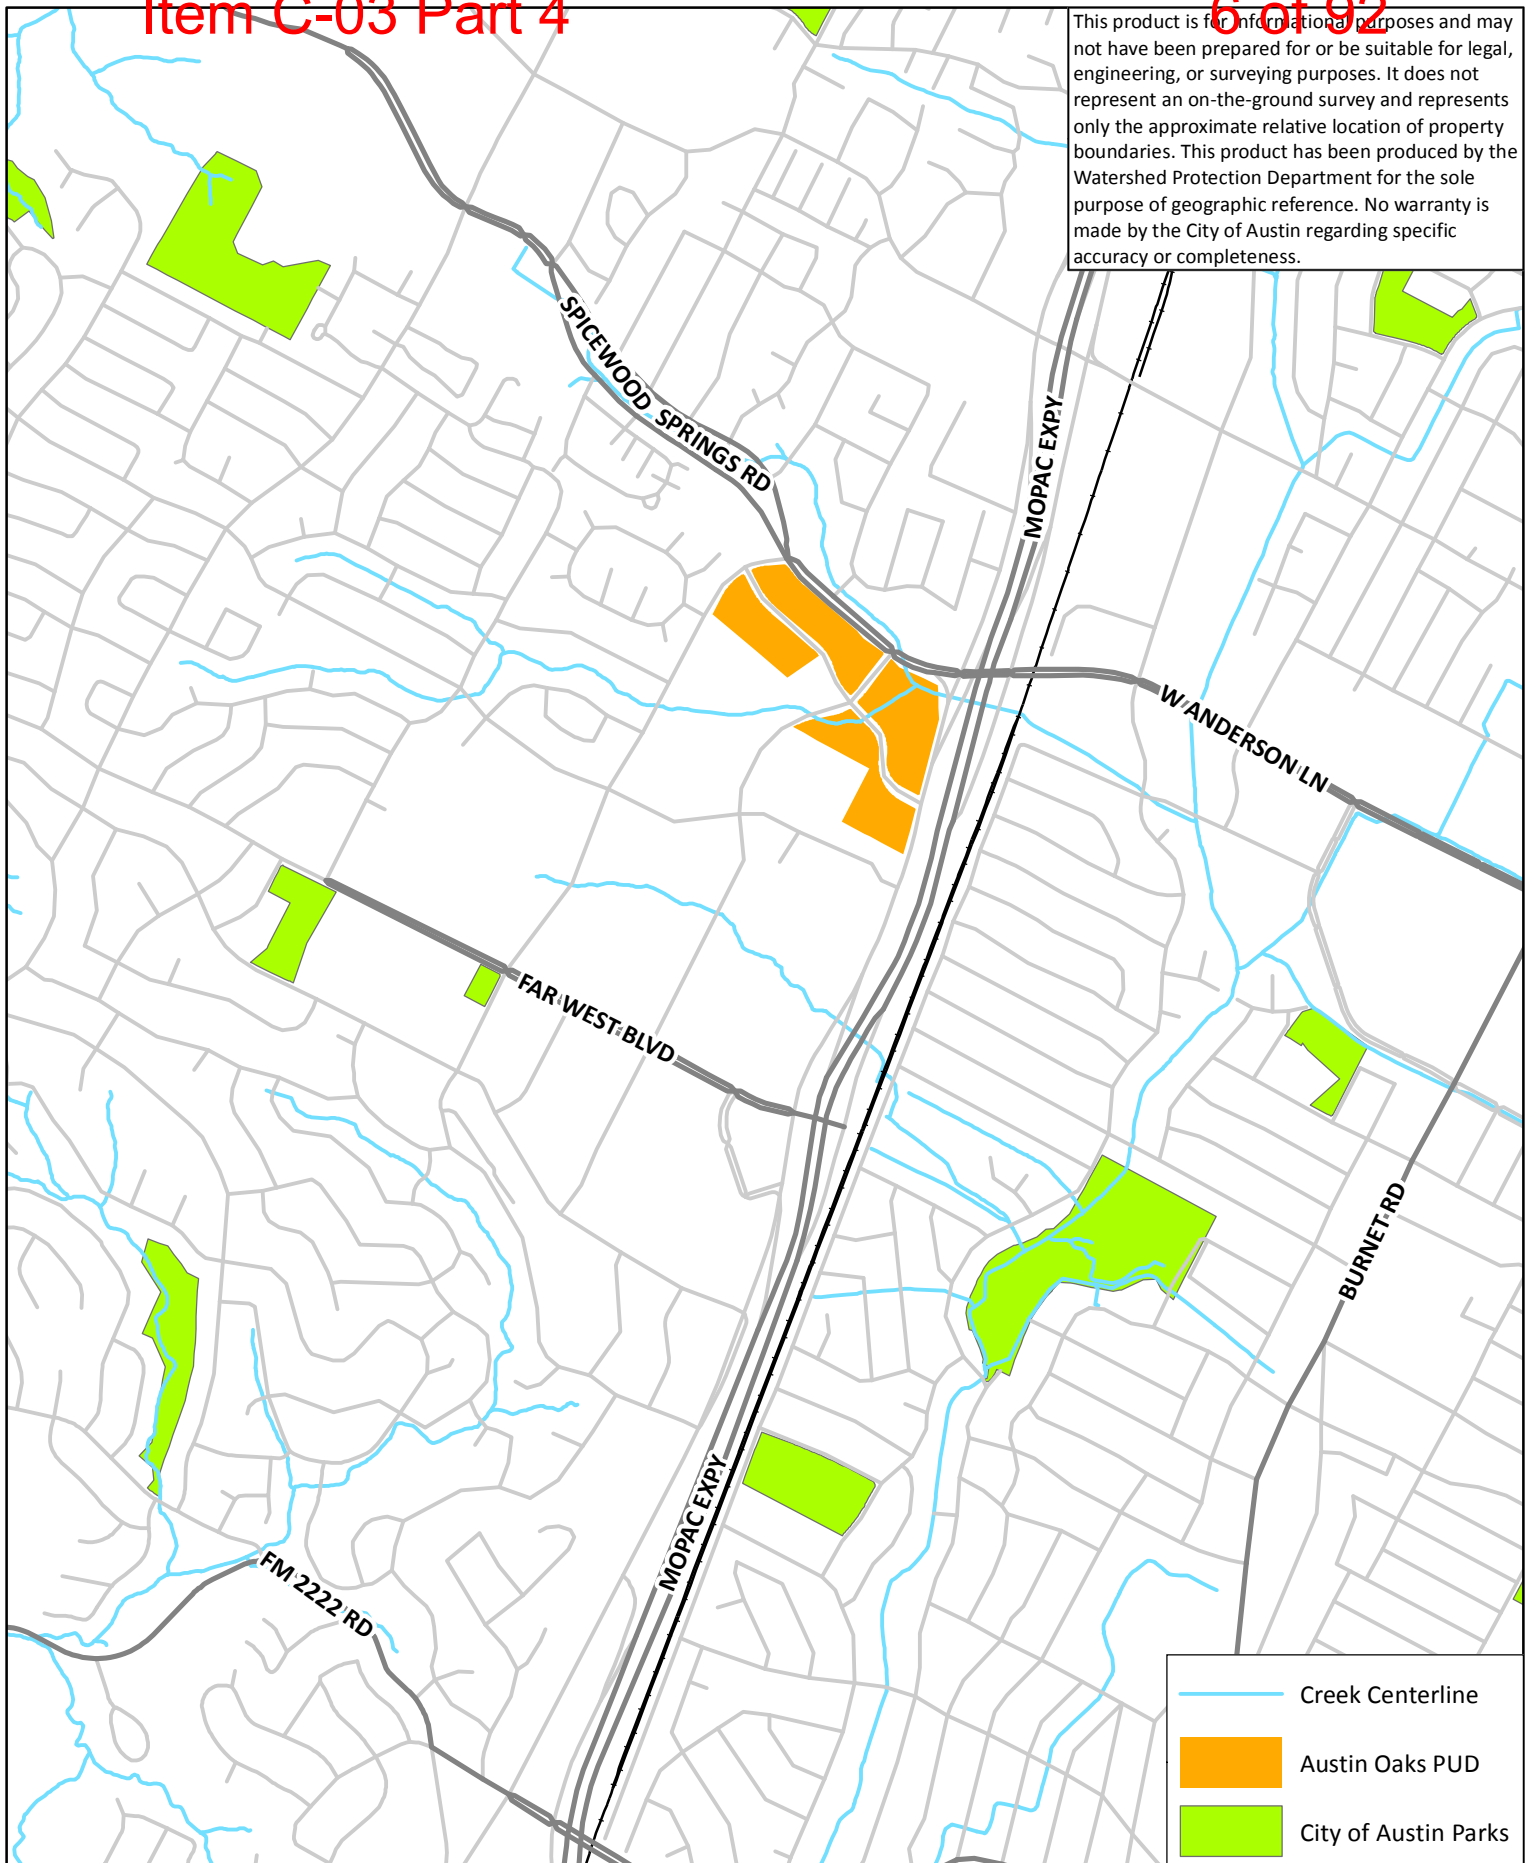 Item C-03 Part 4
6 of 92
This product is for informational purposes and may
not have been prepared for or be suitable for legal,
engineering, or surveying purposes. It does not
represent an on-the-ground survey and represents
only the approximate relative location of property
boundaries. This product has been produced by the
Watershed Protection Department for the sole
purpose of geographic reference. No warranty is
made by the City of Austin regarding specific
accuracy or completeness.
SPICEWOOD SPRINGS RD
MOPAC EXPY
W ANDERSON LN
FAR WEST BLVD
BURNET RD
MOPAC EXPY
FM 2222 RD
Creek Centerline
Austin Oaks PUD
City of Austin Parks